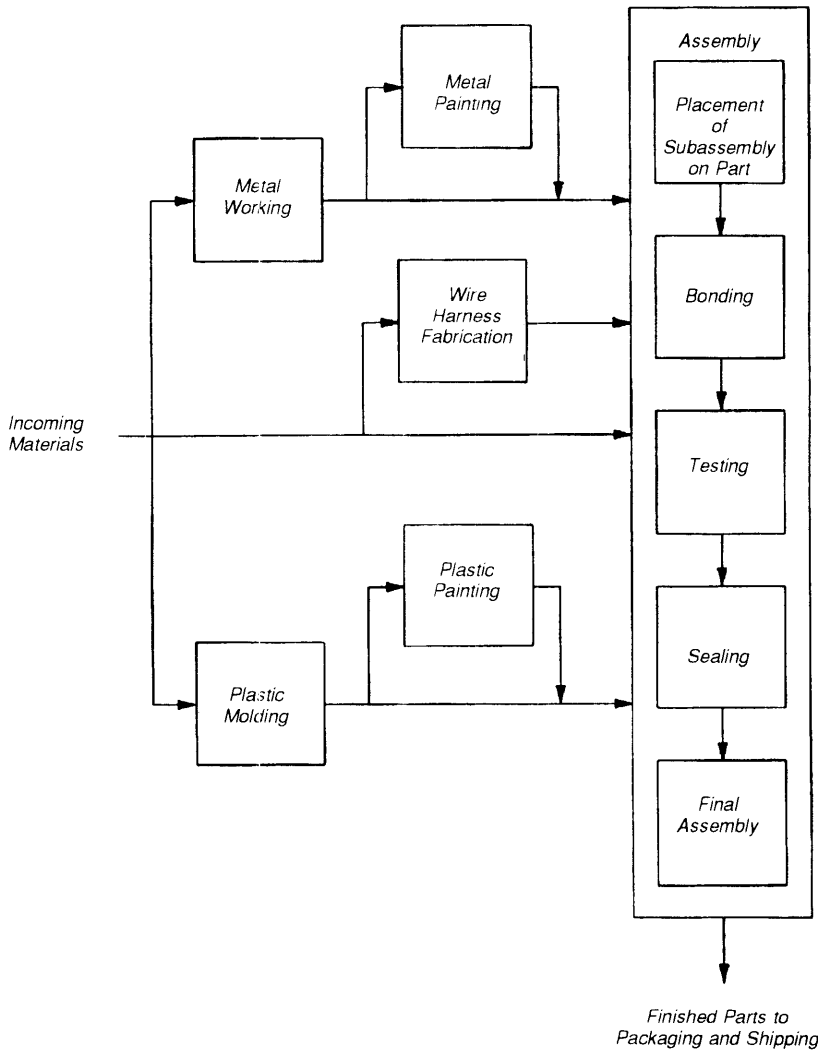 Assembly
Metal
Painting
Placement
of
Subassembly
on Part
Metal
Working
Wire
Harness
Fabrication
Bonding
Incoming
Materials
Testing
Plastic
Painting
Sealing
Plastic
Molding
Final
Assembly
Finished Parts to
Packaging and Shipping